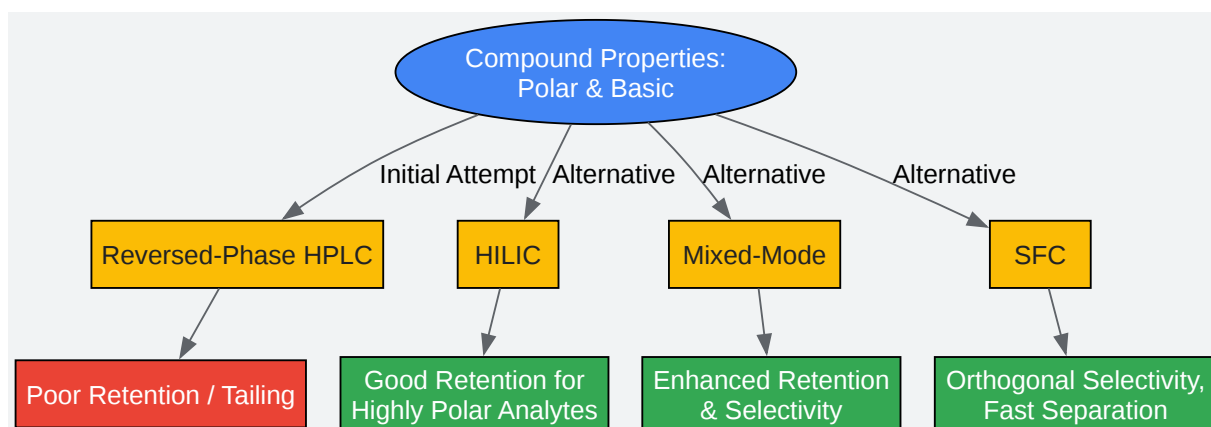 Compound Properties:
Polar & Basic
Initial Attempt
Alternative
Alternative
Alternative
Reversed-Phase HPLC
HILIC
Mixed-Mode
SFC
Poor Retention / Tailing
Good Retention for
Highly Polar Analytes
Enhanced Retention
& Selectivity
Orthogonal Selectivity,
Fast Separation